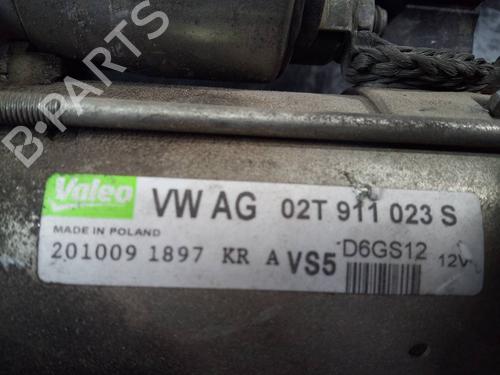 B-PARTS
Valeo VW AG 02T 911 023 S
MADE IN POLAND
201009 1897 KR A VS5 D6GS12 12V